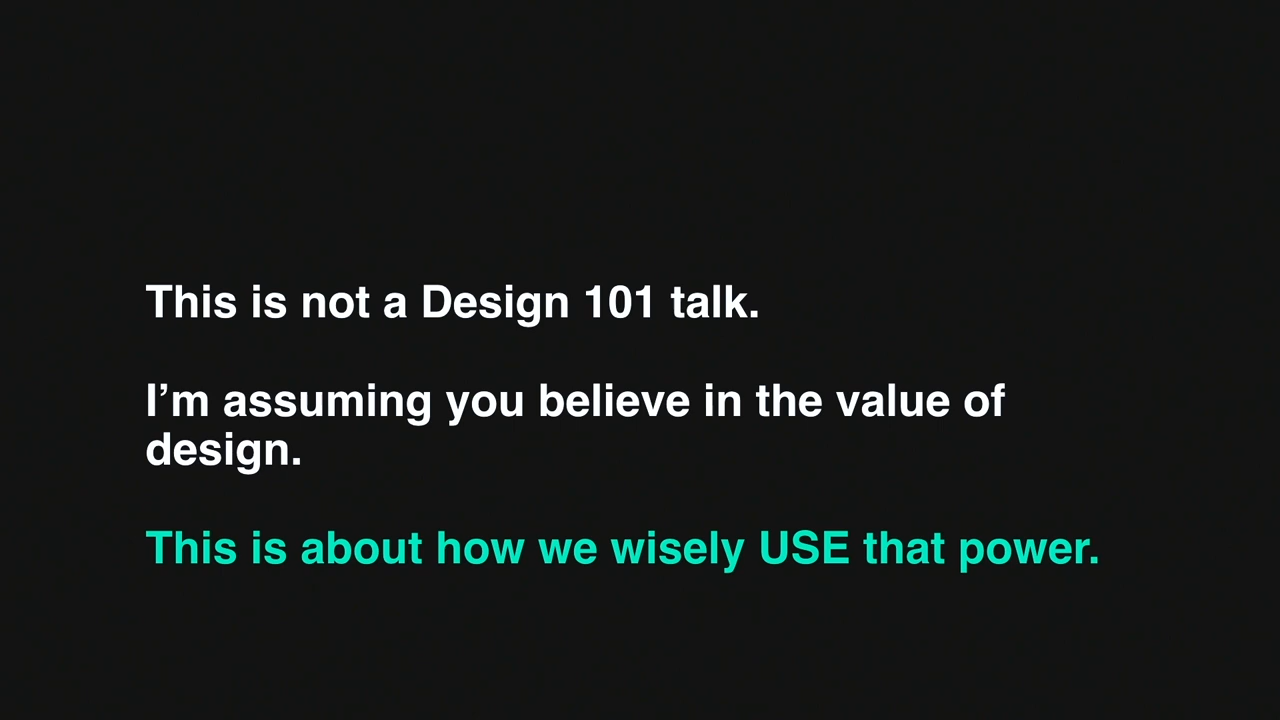 This is not a Design 101 talk.
I’m assuming you believe in the value of
design.
This is about how we wisely USE that power.